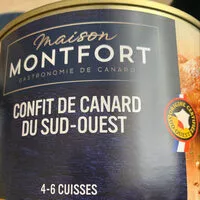 maison
MONTFORT
GASTRONOMIE DE CANARD
CONFIT DE CANARD
DU SUD-OUEST
4-6 CUISSES